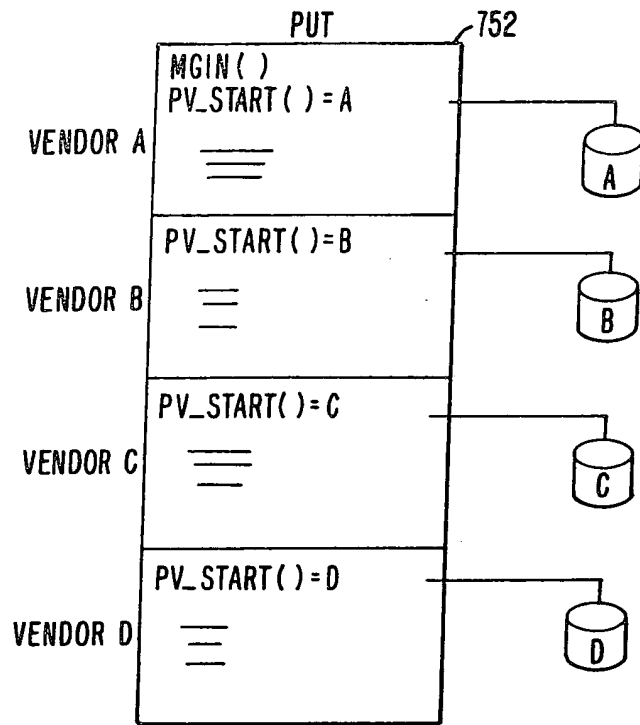 PUT
752
MGIN( )
PV_START( )=A
VENDOR A
A
PV_START( )=B
VENDOR B
B
PV_START( )=C
VENDOR C
C
PV_START( )=D
VENDOR D
D